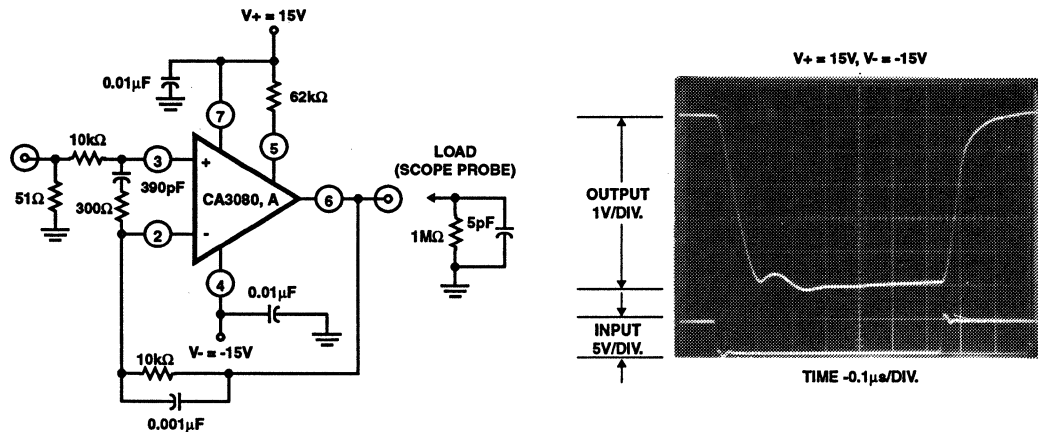 V+ = 15V
0.01µF
62kΩ
7
5
10kΩ
3
+
51Ω
390pF
300Ω
CA3080, A
6
2
-
4
0.01µF
V- = -15V
10kΩ
0.001µF
LOAD
(SCOPE PROBE)
1MΩ
5pF
V+ = 15V, V- = -15V
OUTPUT
1V/DIV.
INPUT
5V/DIV.
TIME -0.1µs/DIV.